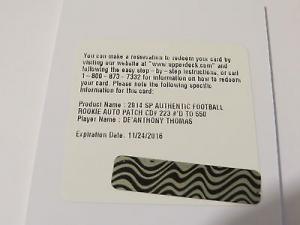 You can make a reservation to redeem your card by
visiting our website at "www.upperdeck.com" and
following the easy step-by-step instructions, or call
1-800-873-7332 for information on how to redeem
your card. Please note the following specific
information for this card:
Product Name : 2014 SP AUTHENTIC FOOTBALL
ROOKIE AUTO PATCH CD# 223 #'D TO 550
Player Name : DE'ANTHONY THOMAS
Expiration Date: 11/24/2016